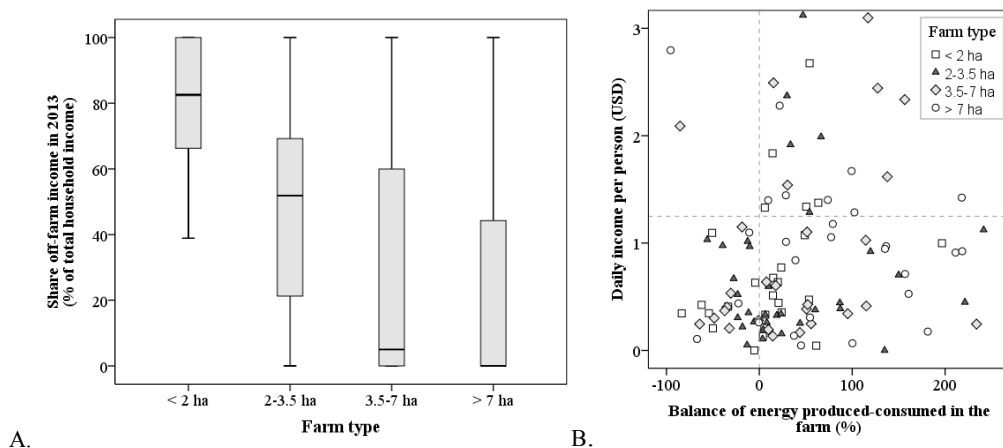 Share off-farm income in 2013
(% of total household income)
100
80
60
40
20
0
< 2 ha
2-3.5 ha
3.5-7 ha
> 7 ha
Farm type
A.
Daily income per person (USD)
3
2
1
0
-100
0
100
200
Balance of energy produced-consumed in the
farm (%)
Farm type
< 2 ha
2-3.5 ha
3.5-7 ha
> 7 ha
B.